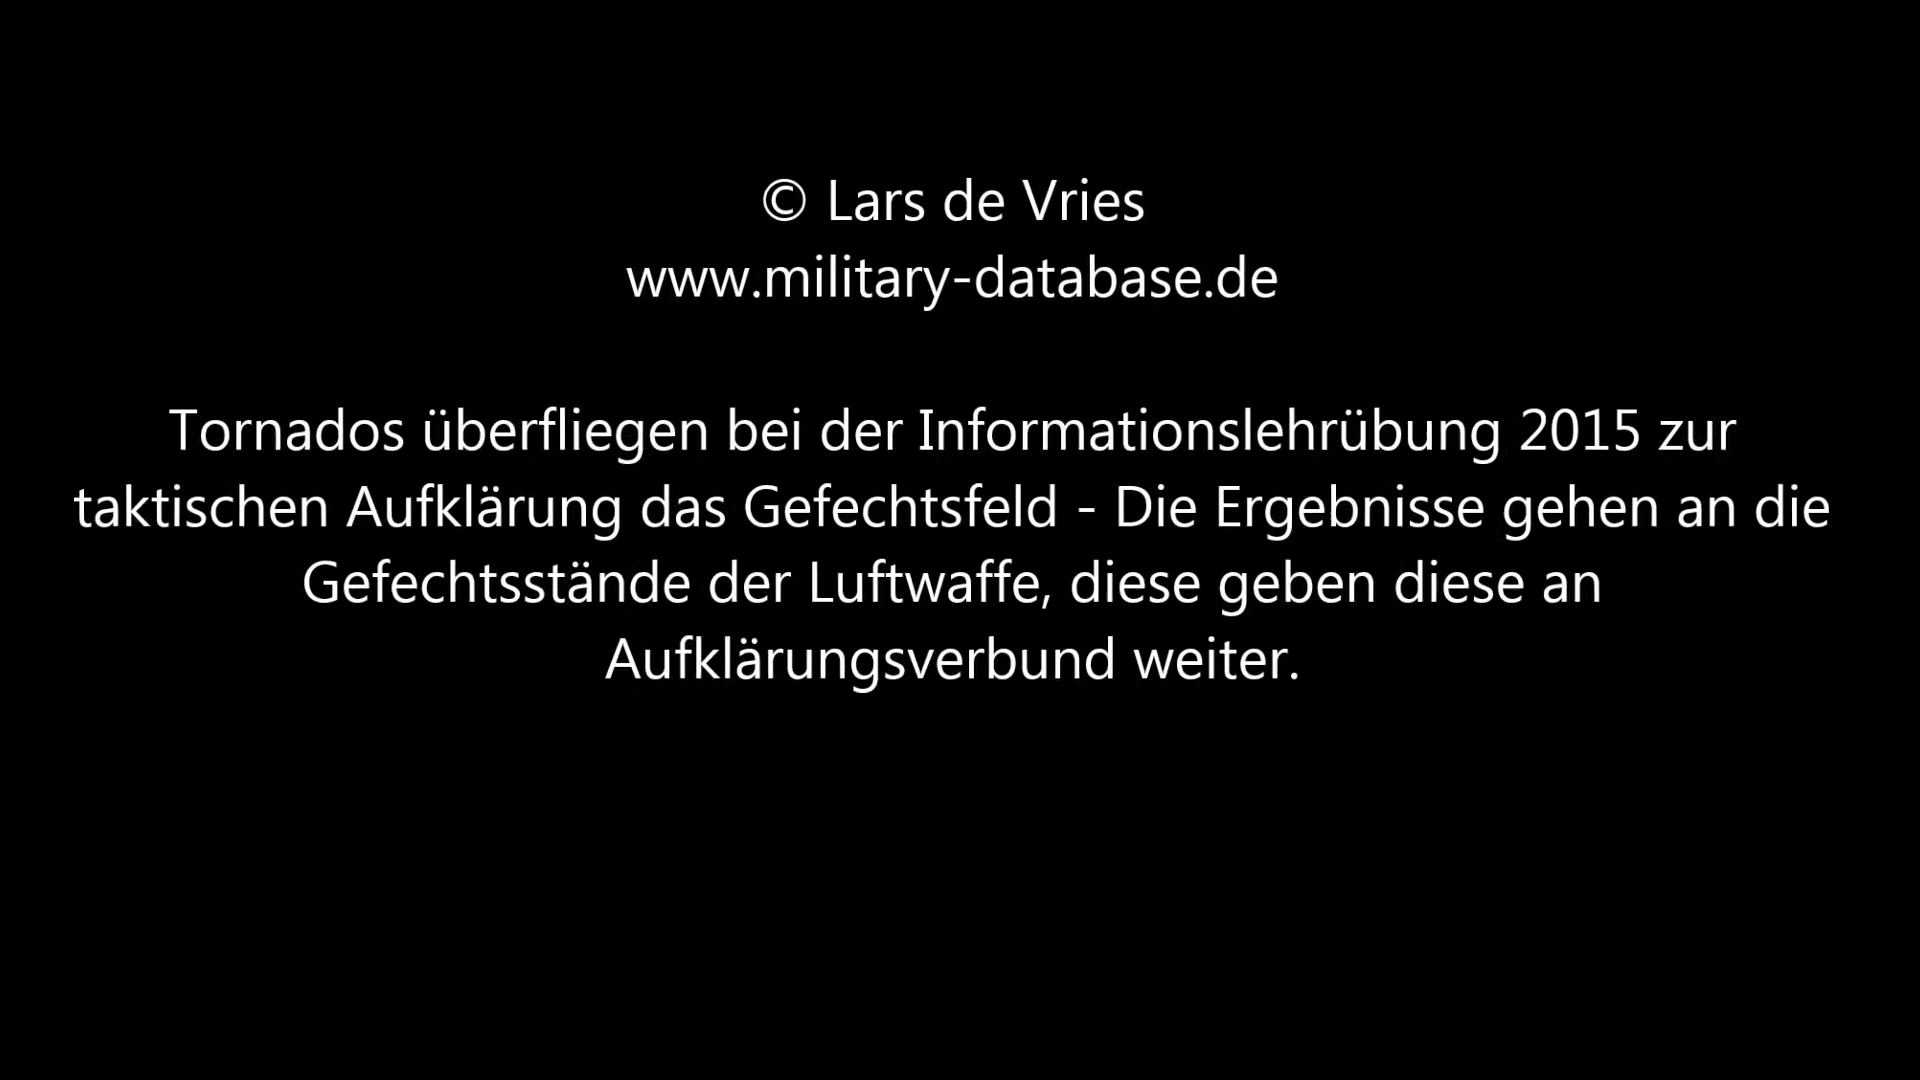 © Lars de Vries
www.military-database.de
Tornados überfliegen bei der Informationslehrübung 2015 zur
taktischen Aufklärung das Gefechtsfeld - Die Ergebnisse gehen an die
Gefechtsstände der Luftwaffe, diese geben diese an
Aufklärungsverbund weiter.